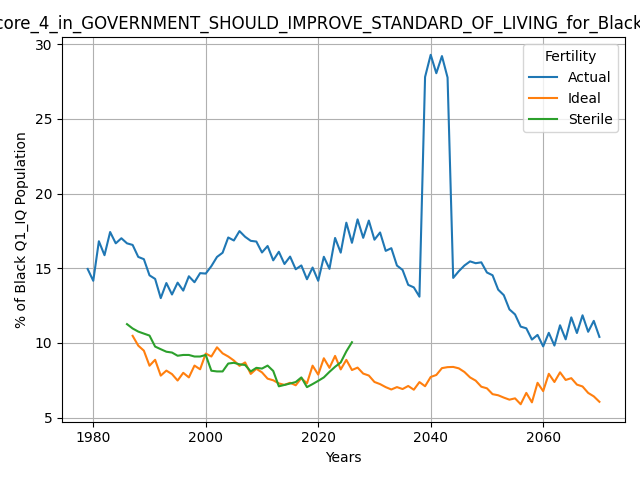 core_4_in_GOVERNMENT_SHOULD_IMPROVE_STANDARD_OF_LIVING_for_Black
Fertility
Actual
Ideal
Sterile
% of Black Q1_IQ Population
30
25
20
15
10
5
1980
2000
2020
2040
2060
Years